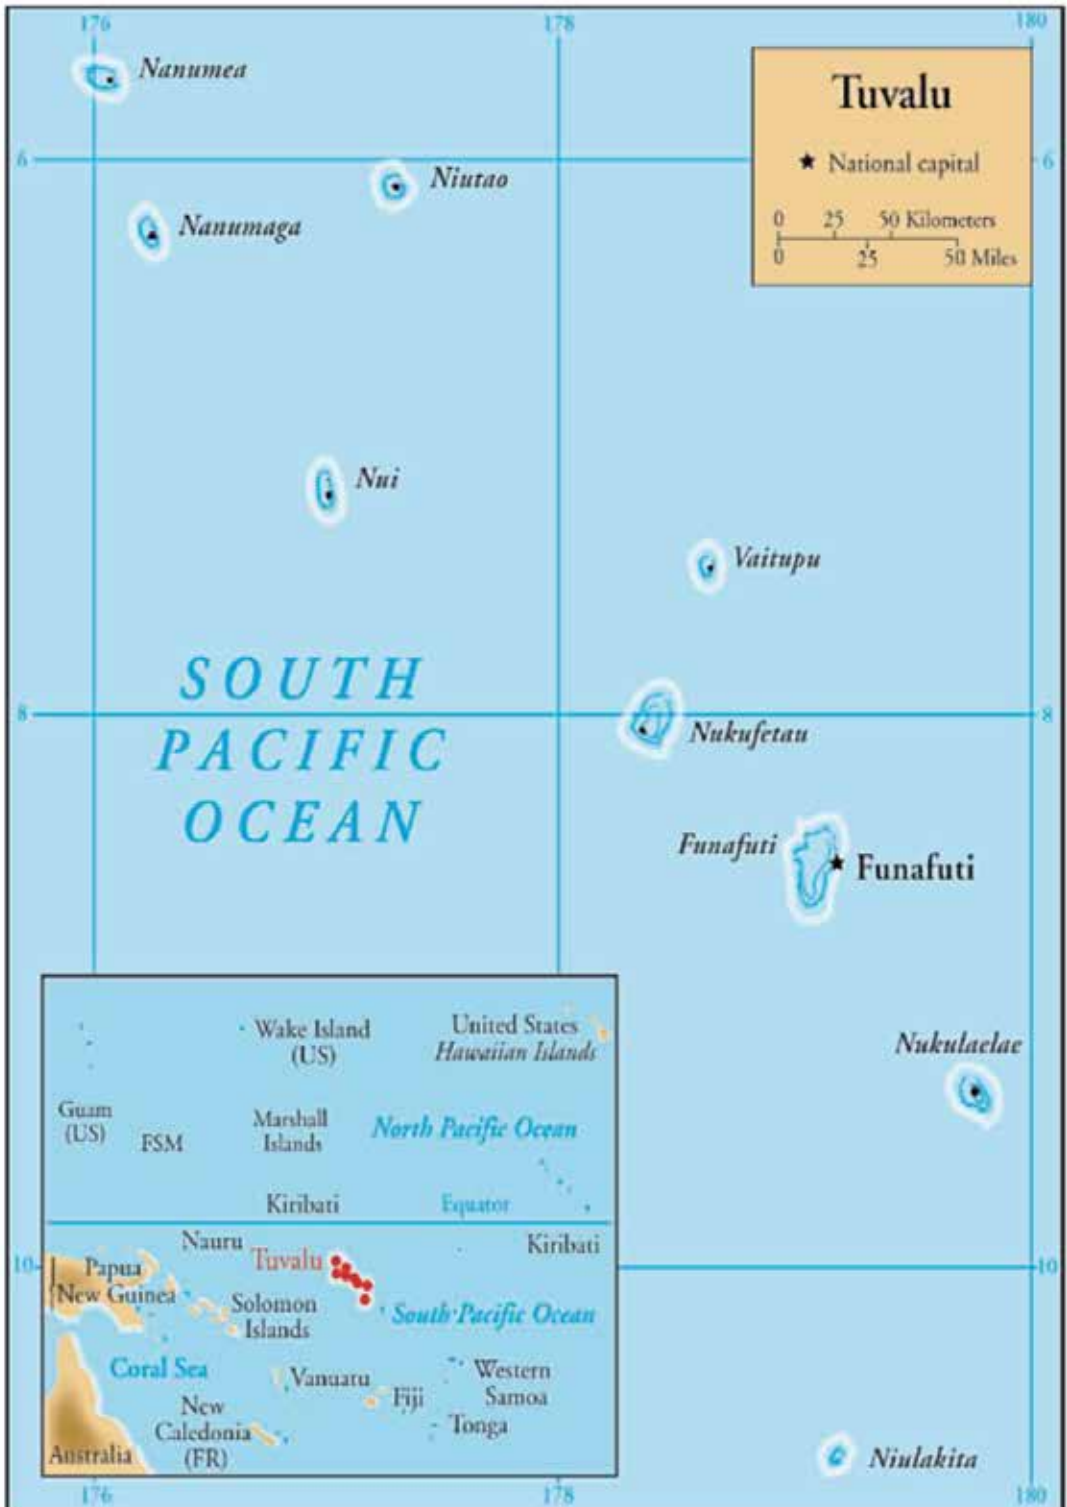 176 178 180
Nanumea
Tuvalu
★ National capital
0 25 50 Kilometers
0 25 50 Miles
6 6
Niutao
Nanumaga
Nui
Vaitupu
SOUTH
PACIFIC
OCEAN
8 8
Nukufetau
Funafuti
Funafuti
Nukulaelae
Wake Island
(US)
United States
Hawaiian Islands
Guam
(US)
FSM
Marshall
Islands
North Pacific Ocean
Kiribati
Equator
Nauru
Kiribati
Tuvalu
10 10
Papua
New Guinea
Solomon
Islands
South Pacific Ocean
Coral Sea
Vanuatu
Western
Samoa
Fiji
New
Caledonia
(FR)
Tonga
Australia
Niulakita
176 178 180